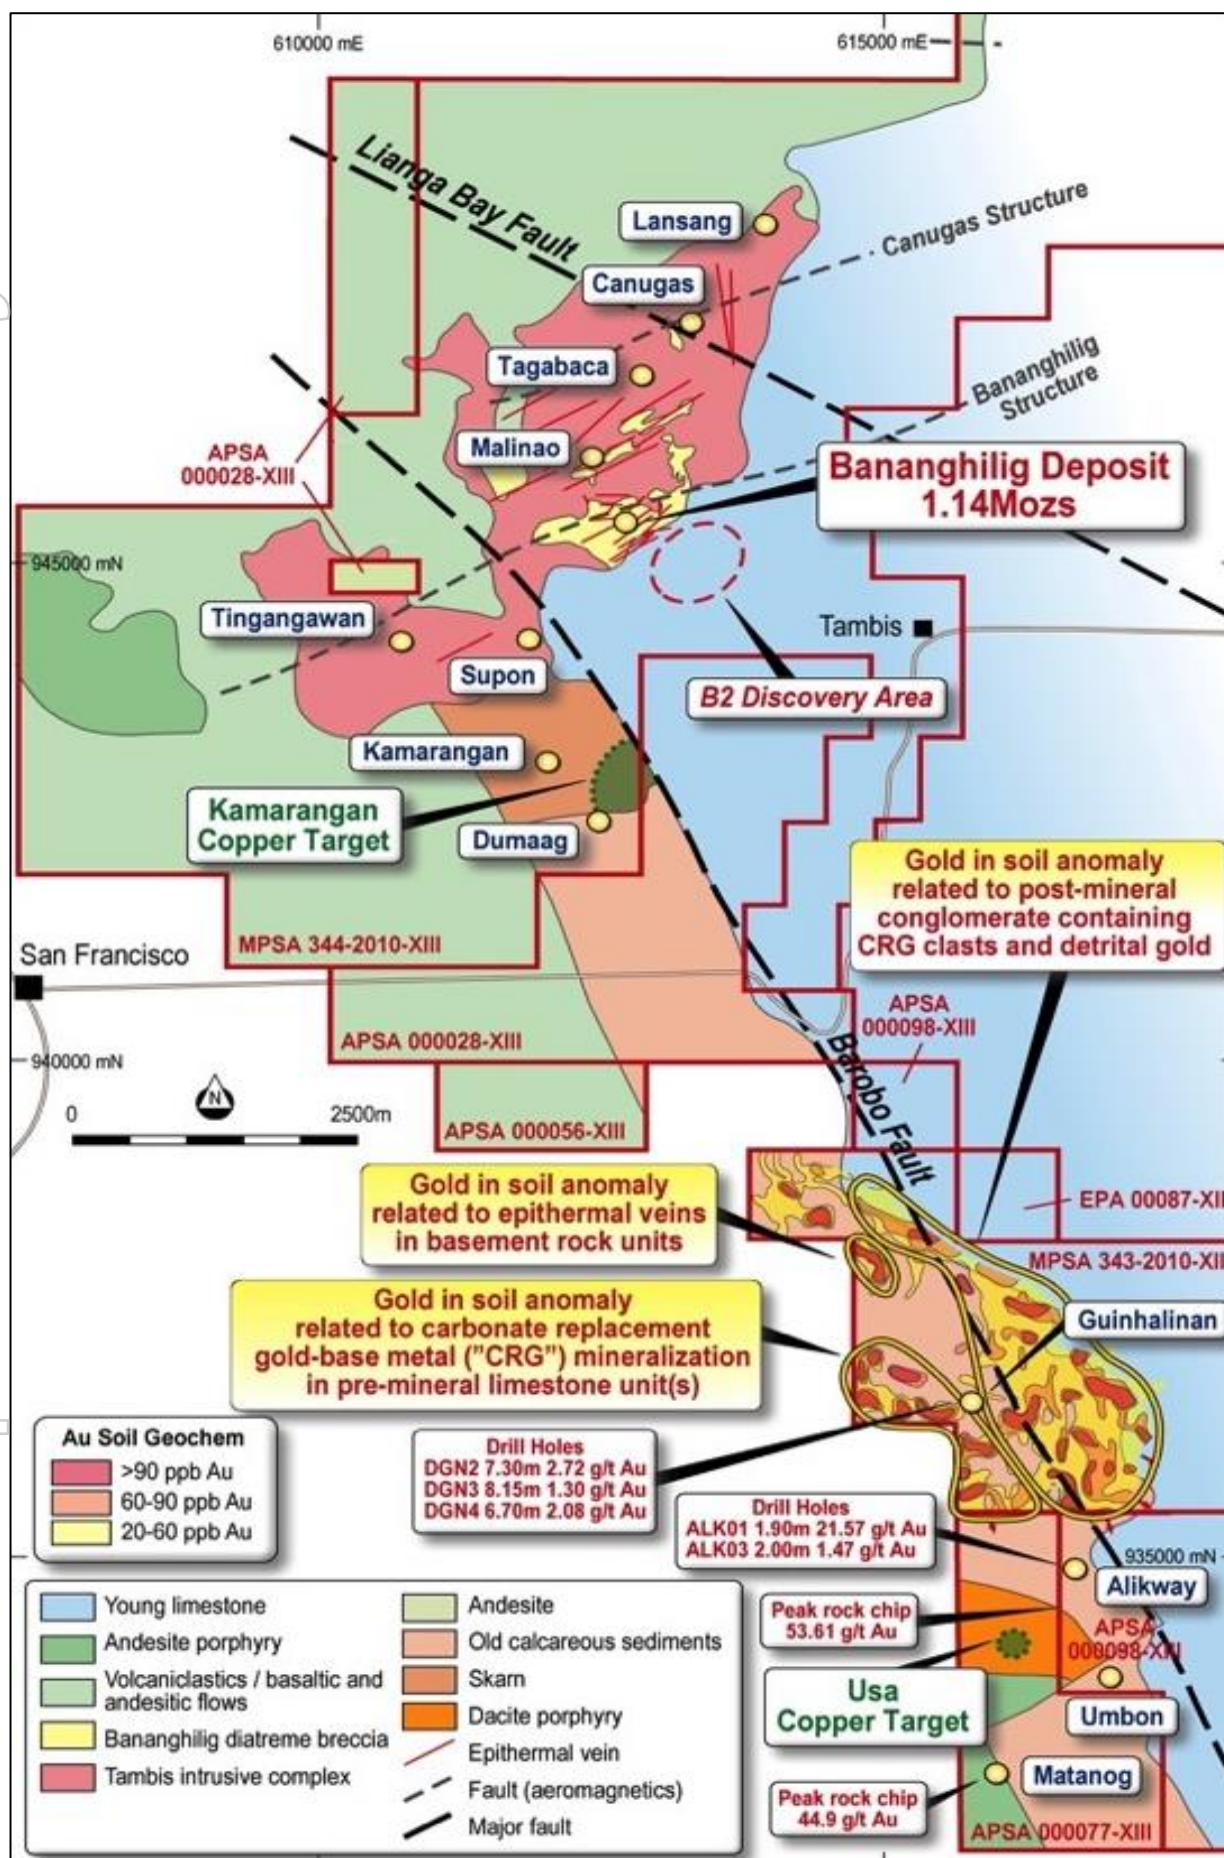 610000 mE
615000 mE
Lianga Bay Fault
Lansang
Canugas Structure
Canugas
Tagabaca
Bananghilig
Structure
APSA
000028-XIII
Malinao
Bananghilig Deposit
1.14Mozs
945000 mN
Tingangawan
Tambis
Supon
B2 Discovery Area
Kamarangan
Kamarangan
Copper Target
Dumaag
Gold in soil anomaly
related to post-mineral
conglomerate containing
CRG clasts and detrital gold
MPSA 344-2010-XIII
San Francisco
APSA
000098-XIII
APSA 000028-XIII
Barobo Fault
940000 mN
N
0 2500m
APSA 000056-XIII
Gold in soil anomaly
related to epithermal veins
in basement rock units
EPA 00087-XII
MPSA 343-2010-XII
Gold in soil anomaly
related to carbonate replacement
gold-base metal ("CRG") mineralization
in pre-mineral limestone unit(s)
Guinhalinan
Au Soil Geochem
>90 ppb Au
60-90 ppb Au
20-60 ppb Au
Drill Holes
DGN2 7.30m 2.72 g/t Au
DGN3 8.15m 1.30 g/t Au
DGN4 6.70m 2.08 g/t Au
Drill Holes
ALK01 1.90m 21.57 g/t Au
ALK03 2.00m 1.47 g/t Au
935000 mN
Alikway
Peak rock chip
53.61 g/t Au
APSA
000098-XIII
Usa
Copper Target
Umbon
Matanog
Peak rock chip
44.9 g/t Au
APSA 000077-XIII
Young limestone
Andesite porphyry
Volcaniclastics / basaltic and
andesitic flows
Bananghilig diatreme breccia
Tambis intrusive complex
Andesite
Old calcareous sediments
Skarn
Dacite porphyry
Epithermal vein
Fault (aeromagnetics)
Major fault